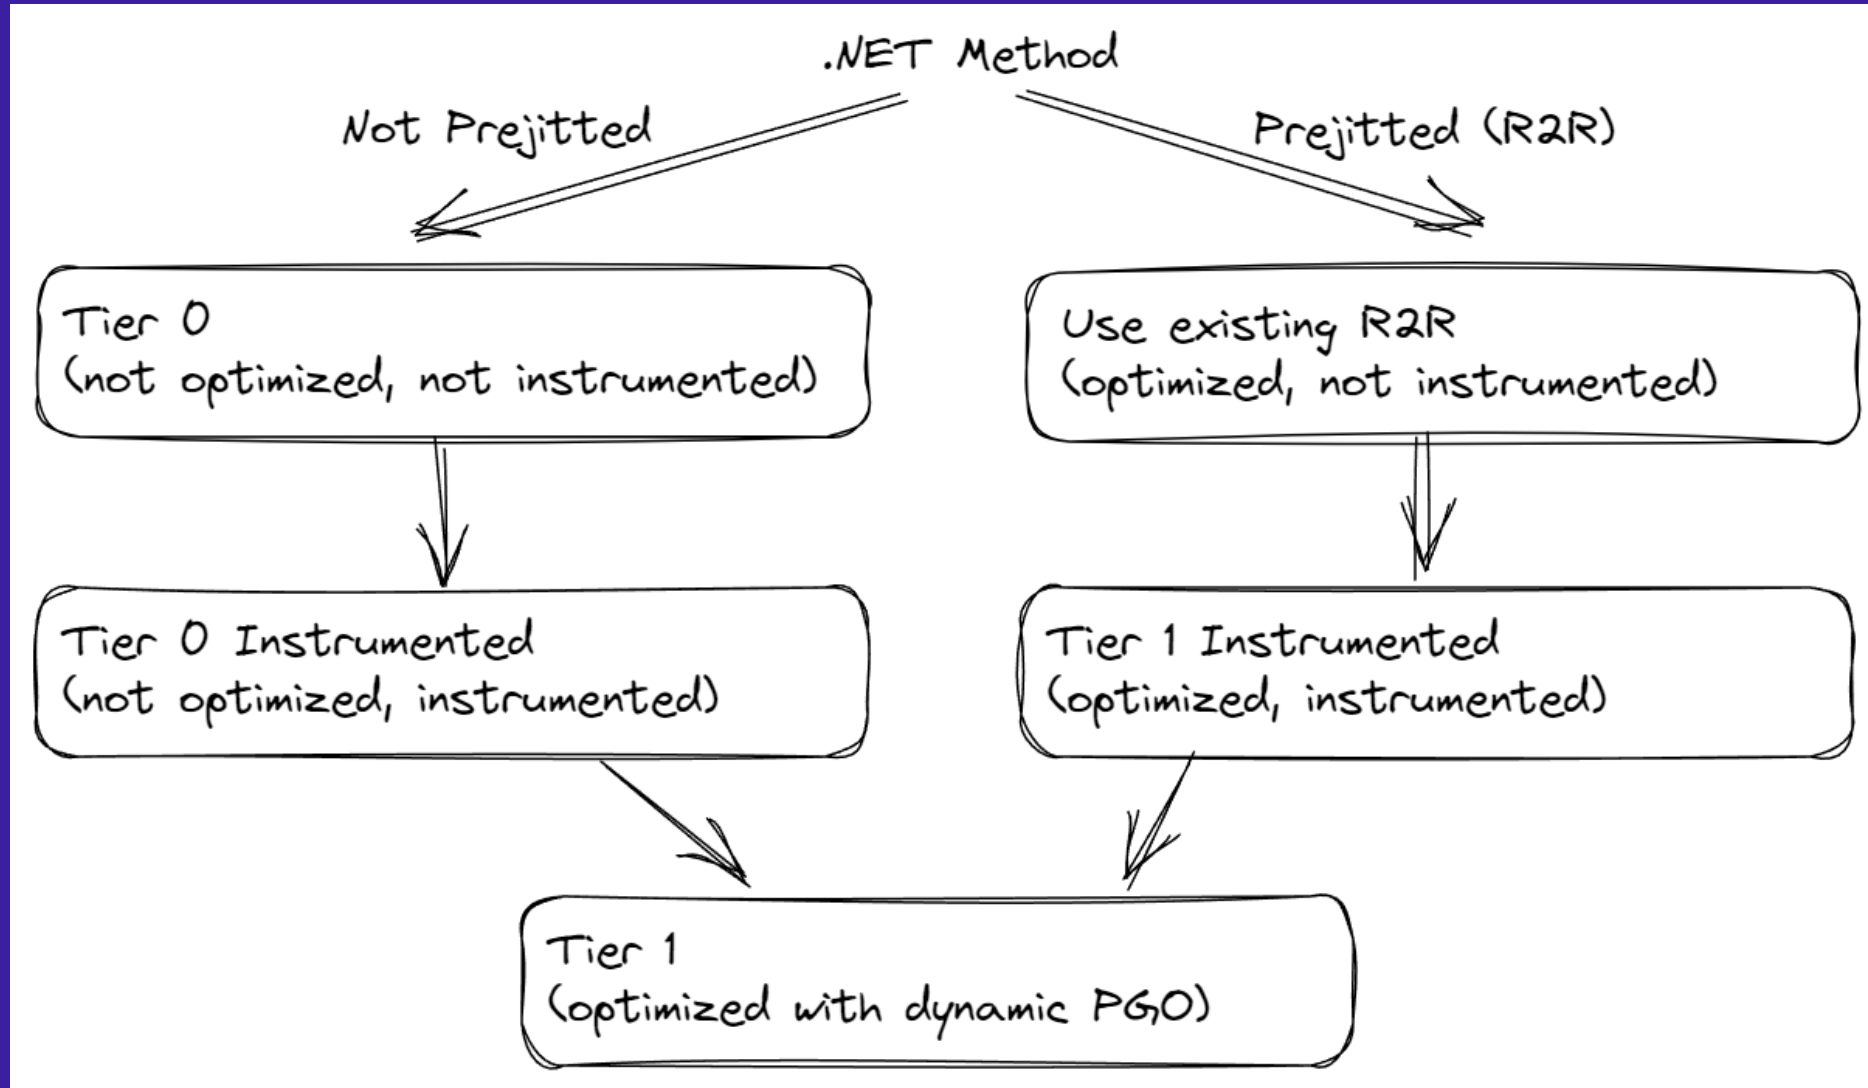 .NET Method
Not Prejitted
Prejitted (R2R)
Tier 0
(not optimized, not instrumented)
Use existing R2R
(optimized, not instrumented)
Tier 0 Instrumented
(not optimized, instrumented)
Tier 1 Instrumented
(optimized, instrumented)
Tier 1
(optimized with dynamic PGO)